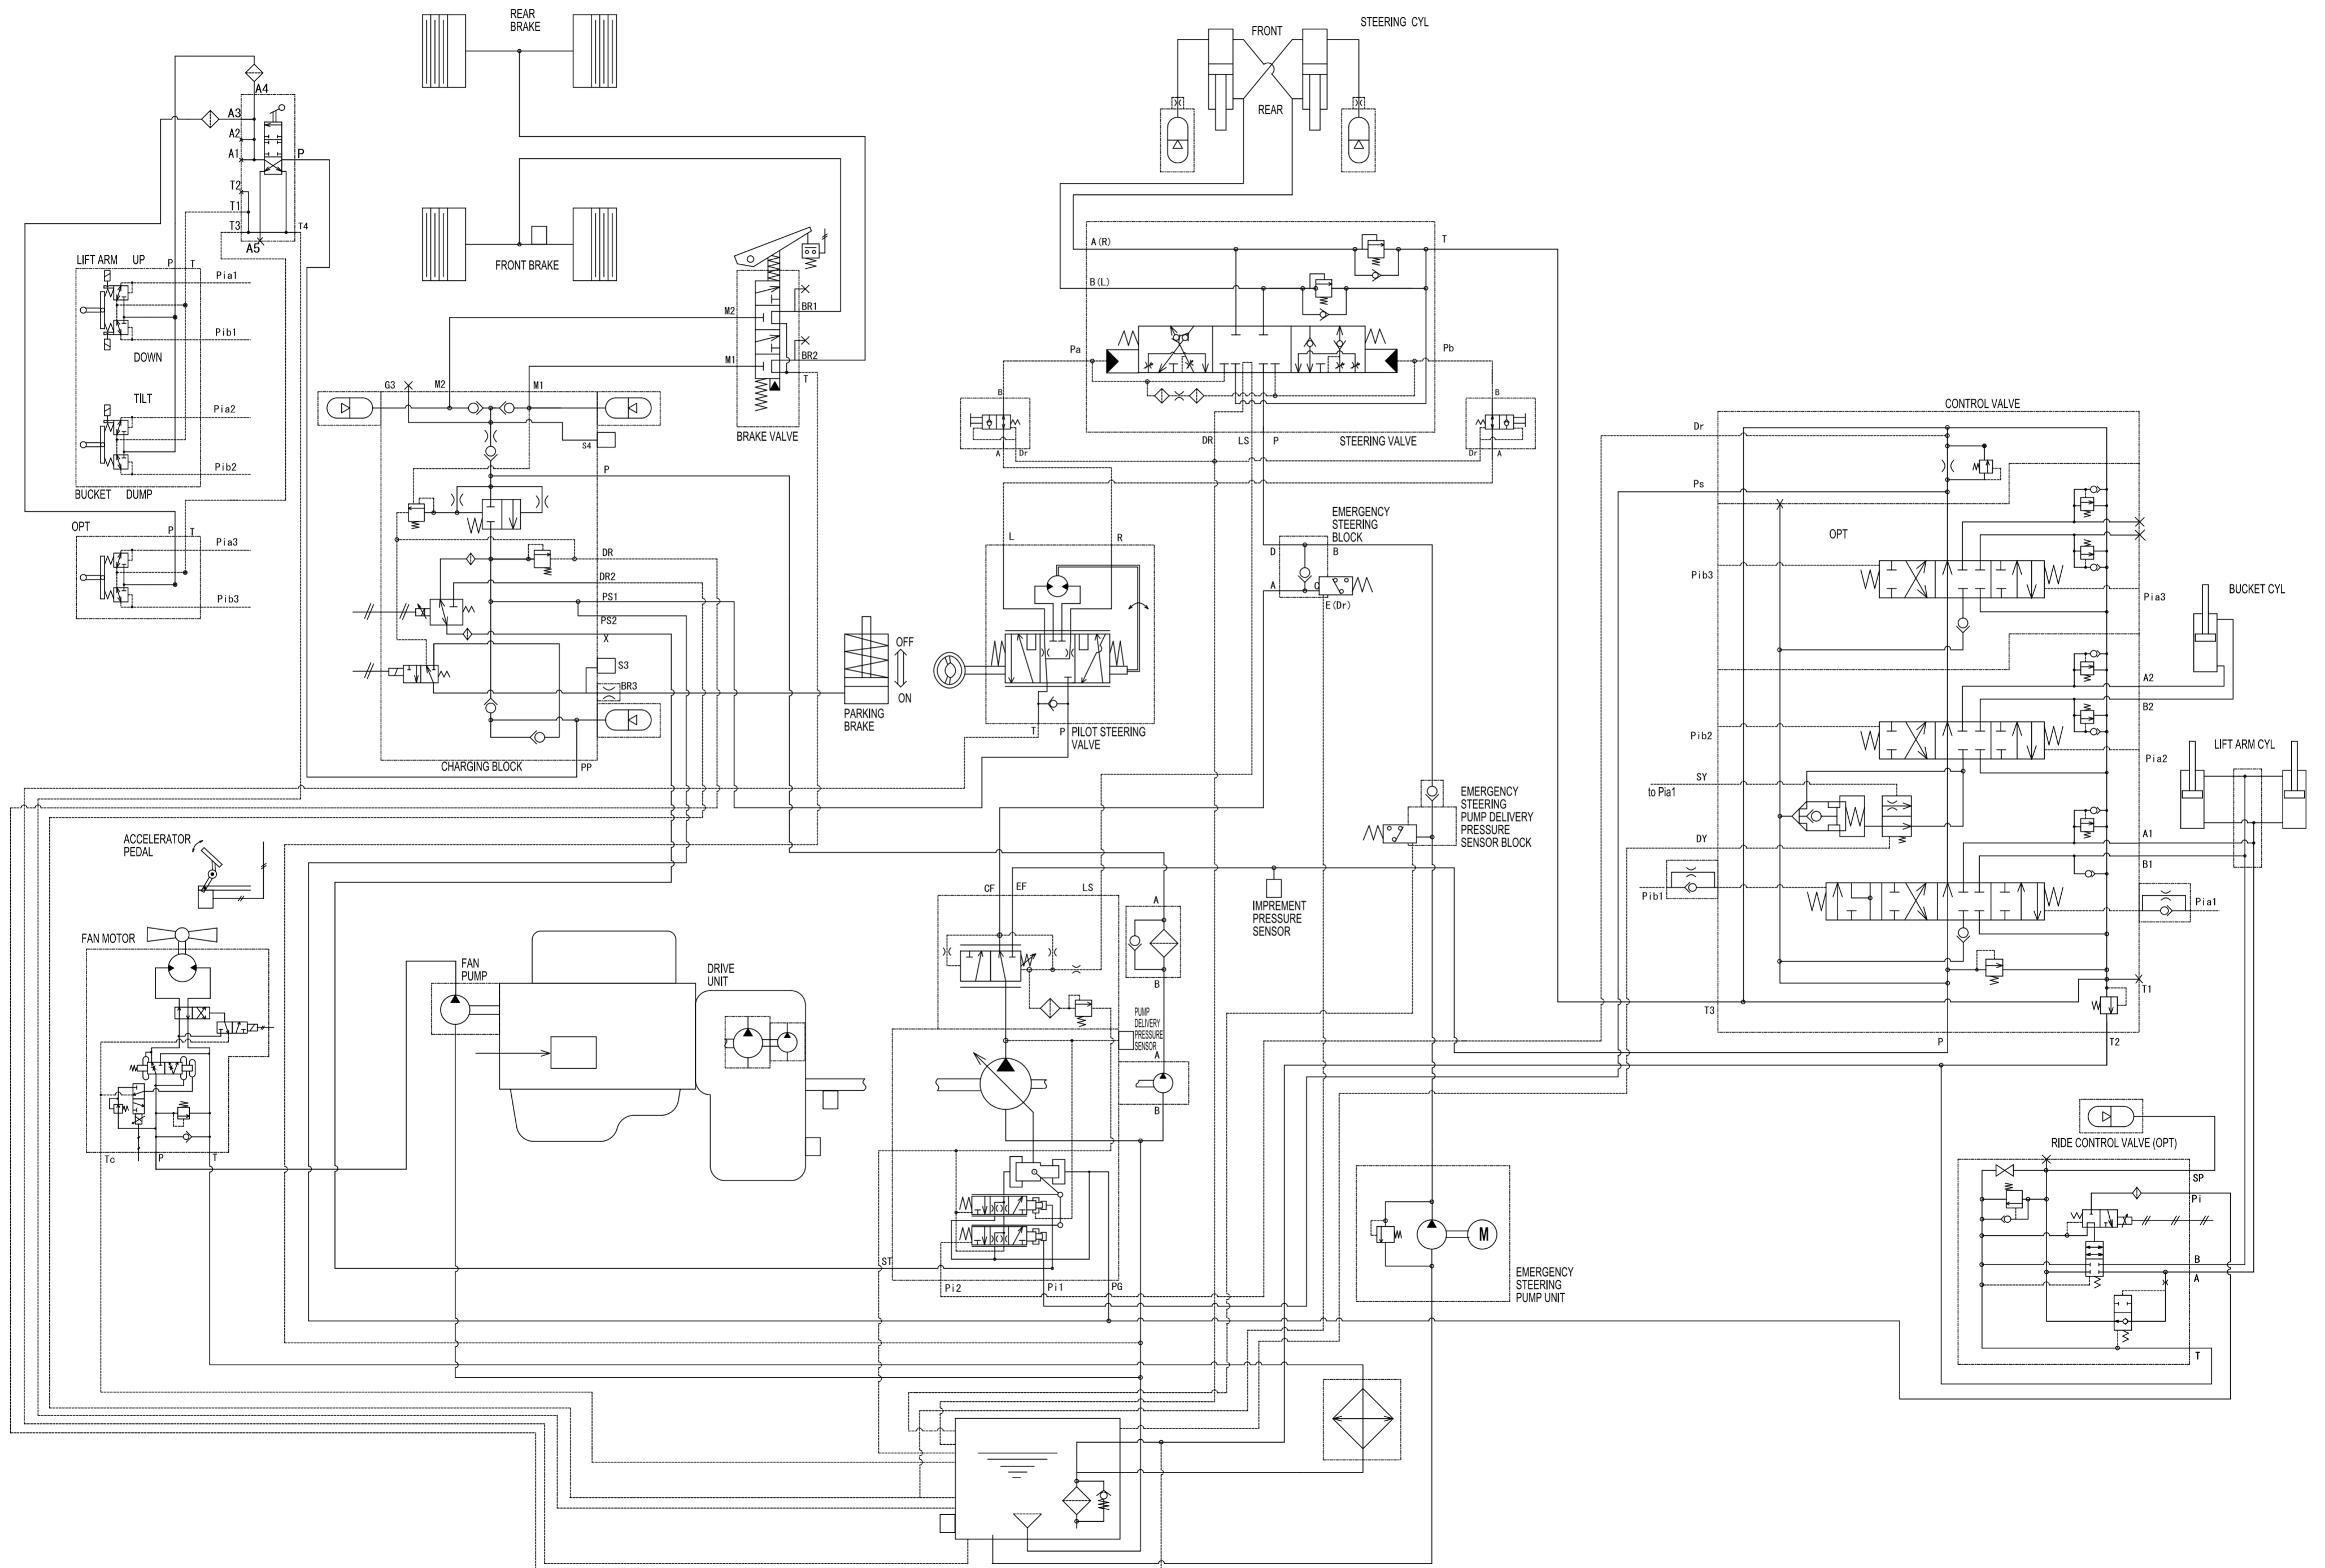 REAR
BRAKE
FRONT
STEERING CYL
REAR
A4
A3
A2
A1
P
T2
T1
T3
T4
A5
LIFT ARM UP
P
T
Pia1
Pib1
DOWN
TILT
Pia2
Pib2
BUCKET DUMP
OPT
P
T
Pia3
Pib3
FRONT BRAKE
M2
BR1
M1
BR2
T
BRAKE VALVE
G3
M2
M1
S4
P
DR
DR2
PS1
PS2
X
S3
BR3
PP
CHARGING BLOCK
OFF
ON
PARKING
BRAKE
A(R)
T
B(L)
Pa
Pb
B
B
A
Dr
Dr
A
DR
LS
P
STEERING VALVE
L
R
T
P
PILOT STEERING
VALVE
EMERGENCY
STEERING
BLOCK
D
B
A
C
E(Dr)
EMERGENCY
STEERING
PUMP DELIVERY
PRESSURE
SENSOR BLOCK
CONTROL VALVE
Dr
Ps
OPT
Pib3
Pia3
BUCKET CYL
A2
B2
Pib2
Pia2
LIFT ARM CYL
SY
to Pia1
DY
A1
B1
Pib1
Pia1
T1
T3
P
T2
ACCELERATOR
PEDAL
FAN MOTOR
Tc
P
T
FAN
PUMP
DRIVE
UNIT
CF
EF
LS
A
B
IMPREMENT
PRESSURE
SENSOR
PUMP
DELIVERY
PRESSURE
SENSOR
A
B
ST
Pi2
Pi1
PG
M
EMERGENCY
STEERING
PUMP UNIT
RIDE CONTROL VALVE (OPT)
SP
Pi
B
A
T